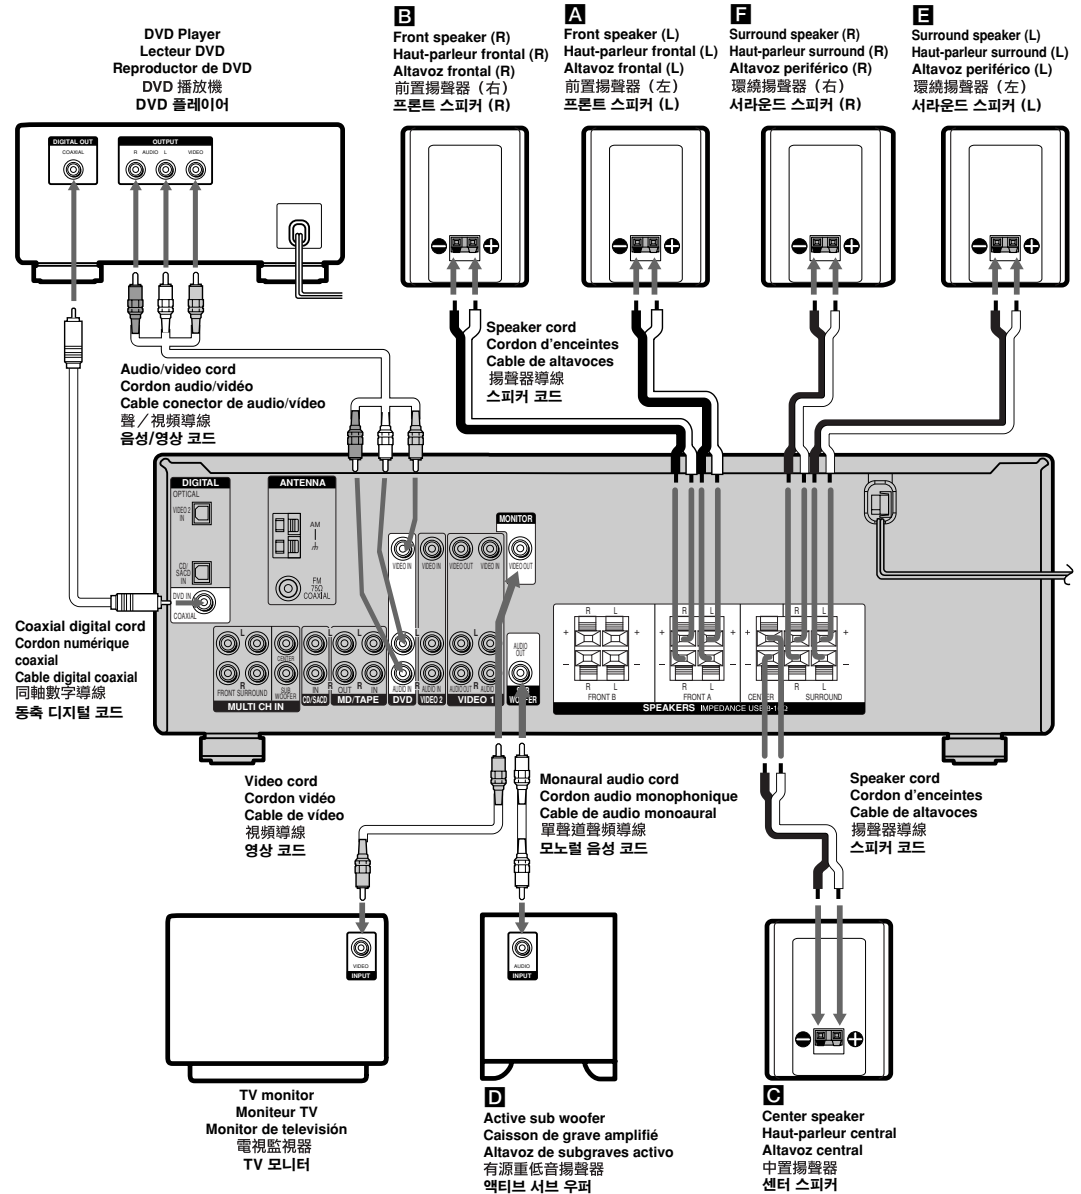 DVD Player
Lecteur DVD
Reproductor de DVD
DVD 播放機
DVD 플레이어
B
Front speaker (R)
Haut-parleur frontal (R)
Altavoz frontal (R)
前置揚聲器（右）
프론트 스피커 (R)
A
Front speaker (L)
Haut-parleur frontal (L)
Altavoz frontal (L)
前置揚聲器（左）
프론트 스피커 (L)
F
Surround speaker (R)
Haut-parleur surround (R)
Altavoz periférico (R)
環繞揚聲器（右）
서라운드 스피커 (R)
E
Surround speaker (L)
Haut-parleur surround (L)
Altavoz periférico (L)
環繞揚聲器（左）
서라운드 스피커 (L)
DIGITAL OUT
COAXIAL
OUTPUT
R AUDIO L
VIDEO
Speaker cord
Cordon d'enceintes
Cable de altavoces
揚聲器導線
스피커 코드
Audio/video cord
Cordon audio/vidéo
Cable conector de audio/vídeo
聲／視頻導線
음성/영상 코드
DIGITAL
OPTICAL
VIDEO 2
IN
CD/
SACD
IN
DVD IN
COAXIAL
ANTENNA
AM
FM
75Ω
COAXIAL
MONITOR
VIDEO IN
VIDEO IN
VIDEO OUT
VIDEO IN
VIDEO OUT
AUDIO
OUT
L
L
L
L
CENTER
FRONT
SURROUND
SUB
WOOFER
MULTI CH IN
R
IN
CD/SACD
R
OUT
IN
MD/TAPE
R
AUDIO IN
DVD
R
AUDIO IN
VIDEO 2
AUDIO OUT
R
VIDEO 1
WOOFER
R L
R L
R L
+
–
+
–
+
–
+
–
R L
R L
R L
FRONT B
FRONT A
CENTER
SURROUND
SPEAKERS
Coaxial digital cord
Cordon numérique
coaxial
Cable digital coaxial
同軸數字導線
동축 디지털 코드
Video cord
Cordon vidéo
Cable de vídeo
視頻導線
영상 코드
Monaural audio cord
Cordon audio monophonique
Cable de audio monoaural
單聲道聲頻導線
모노럴 음성 코드
Speaker cord
Cordon d'enceintes
Cable de altavoces
揚聲器導線
스피커 코드
VIDEO
INPUT
AUDIO
INPUT
TV monitor
Moniteur TV
Monitor de televisión
電視監視器
TV 모니터
D
Active sub woofer
Caisson de grave amplifié
Altavoz de subgraves activo
有源重低音揚聲器
액티브 서브 우퍼
C
Center speaker
Haut-parleur central
Altavoz central
中置揚聲器
센터 스피커